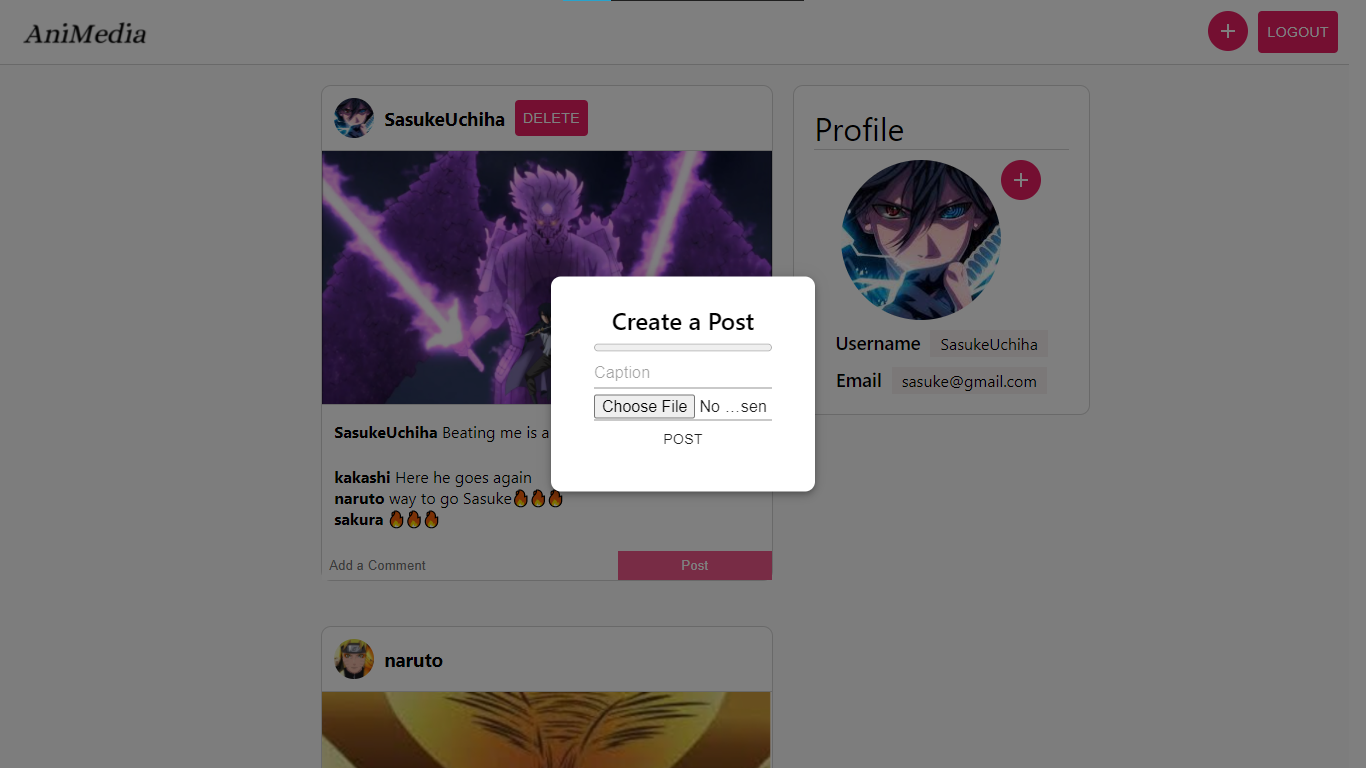 AniMedia
LOGOUT
SasukeUchiha DELETE
Profile
Create a Post
Caption
Choose File No ...sen
POST
Username SasukeUchiha
Email sasuke@gmail.com
SasukeUchiha Beating me is a
kakashi Here he goes again
naruto way to go Sasuke🔥🔥🔥
sakura 🔥🔥🔥
Add a Comment Post
naruto